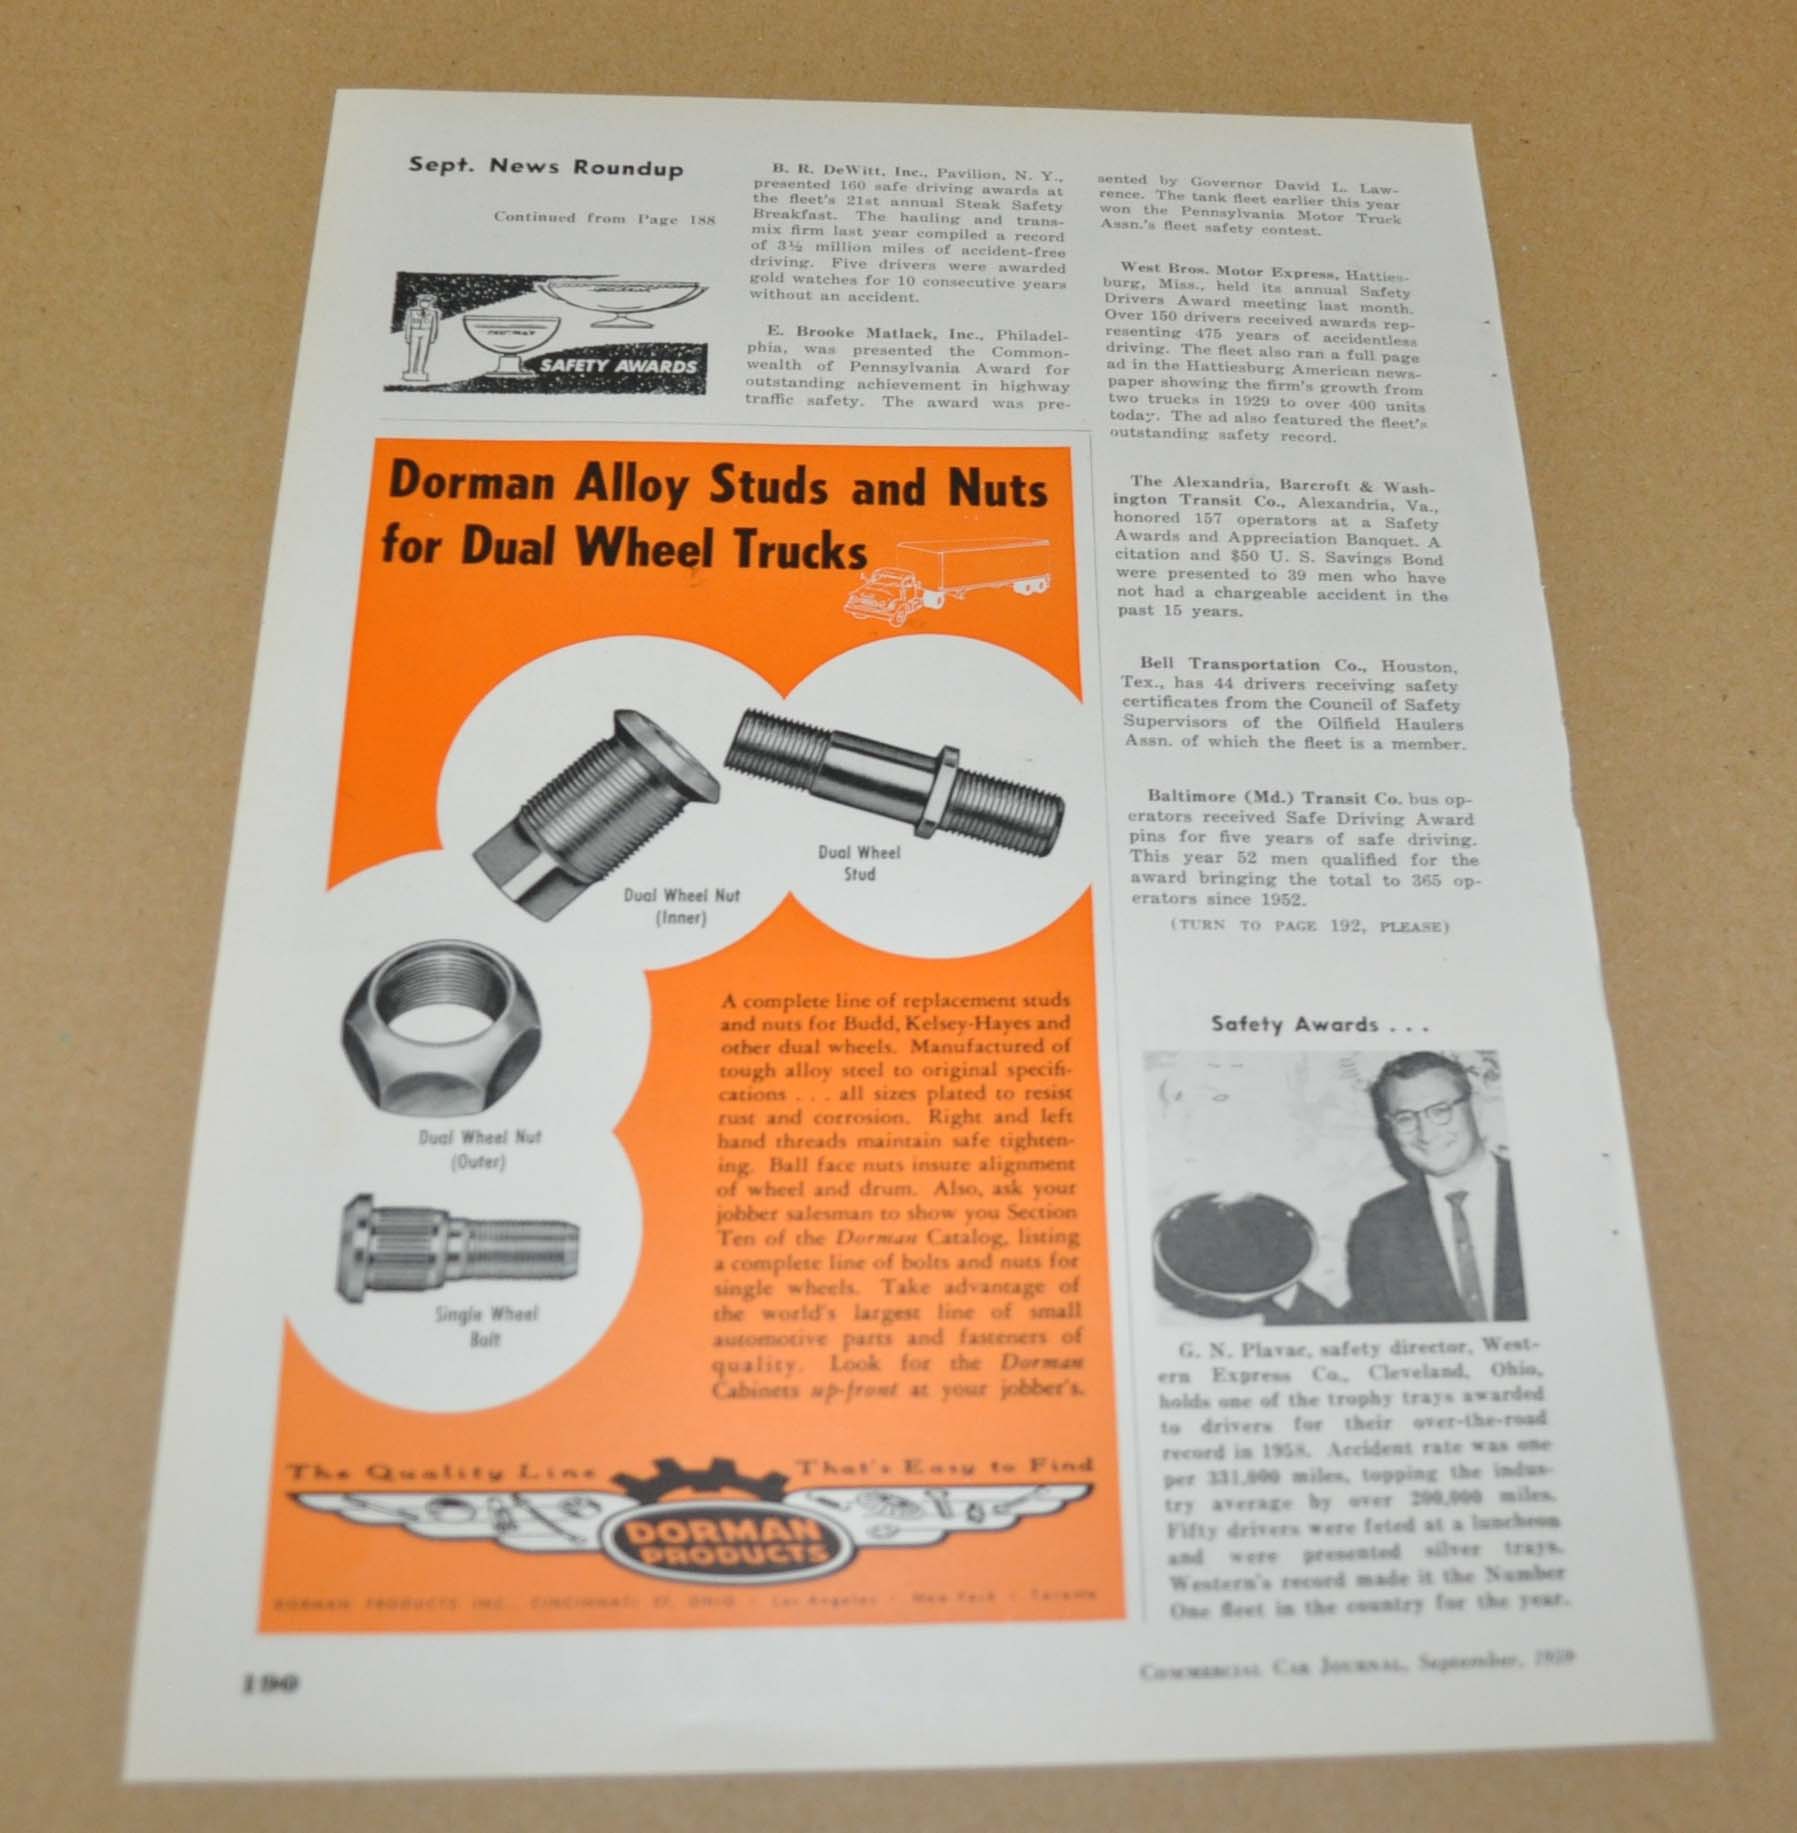 Sept. News Roundup
Continued from Page 188
SAFETY AWARDS
B. R. DeWitt, Inc., Pavilion, N. Y.,
presented 160 safe driving awards at
the fleet's 21st annual Steak Safety
Breakfast. The hauling and trans-
mix firm last year compiled a record
of 3½ million miles of accident-free
driving. Five drivers were awarded
gold watches for 10 consecutive years
without an accident.
E. Brooke Matlack, Inc., Philadel-
phia, was presented the Common-
wealth of Pennsylvania Award for
outstanding achievement in highway
traffic safety. The award was pre-
sented by Governor David L. Law-
rence. The tank fleet earlier this year
won the Pennsylvania Motor Truck
Assn.'s fleet safety contest.
West Bros. Motor Express, Hatties-
burg, Miss., held its annual Safety
Drivers Award meeting last month.
Over 150 drivers received awards rep-
resenting 475 years of accidentless
driving. The fleet also ran a full page
ad in the Hattiesburg American news-
paper showing the firm's growth from
two trucks in 1929 to over 400 units
today. The ad also featured the fleet's
outstanding safety record.
The Alexandria, Barcroft & Wash-
ington Transit Co., Alexandria, Va.,
honored 157 operators at a Safety
Awards and Appreciation Banquet. A
citation and $50 U. S. Savings Bond
were presented to 39 men who have
not had a chargeable accident in the
past 15 years.
Bell Transportation Co., Houston,
Tex., has 44 drivers receiving safety
certificates from the Council of Safety
Supervisors of the Oilfield Haulers
Assn. of which the fleet is a member.
Baltimore (Md.) Transit Co. bus op-
erators received Safe Driving Award
pins for five years of safe driving.
This year 52 men qualified for the
award bringing the total to 365 op-
erators since 1952.
(TURN TO PAGE 192, PLEASE)
Safety Awards . . .
G. N. Plavac, safety director, West-
ern Express Co., Cleveland, Ohio,
holds one of the trophy trays awarded
to drivers for their over-the-road
record in 1958. Accident rate was one
per 331,000 miles, topping the indus-
try average by over 200,000 miles.
Fifty drivers were feted at a luncheon
and were presented silver trays.
Western's record made it the Number
One fleet in the country for the year.
Dorman Alloy Studs and Nuts
for Dual Wheel Trucks
Dual Wheel
Stud
Dual Wheel Nut
(Inner)
Dual Wheel Nut
(Outer)
Single Wheel
Bolt
A complete line of replacement studs
and nuts for Budd, Kelsey-Hayes and
other dual wheels. Manufactured of
tough alloy steel to original specifi-
cations . . . all sizes plated to resist
rust and corrosion. Right and left
hand threads maintain safe tighten-
ing. Ball face nuts insure alignment
of wheel and drum. Also, ask your
jobber salesman to show you Section
Ten of the Dorman Catalog, listing
a complete line of bolts and nuts for
single wheels. Take advantage of
the world's largest line of small
automotive parts and fasteners of
quality. Look for the Dorman
Cabinets up-front at your jobber's.
The Quality Line That's Easy to Find
DORMAN
PRODUCTS
DORMAN PRODUCTS INC., CINCINNATI 27, OHIO · Los Angeles · New York · Toronto
190
COMMERCIAL CAR JOURNAL, September, 1959